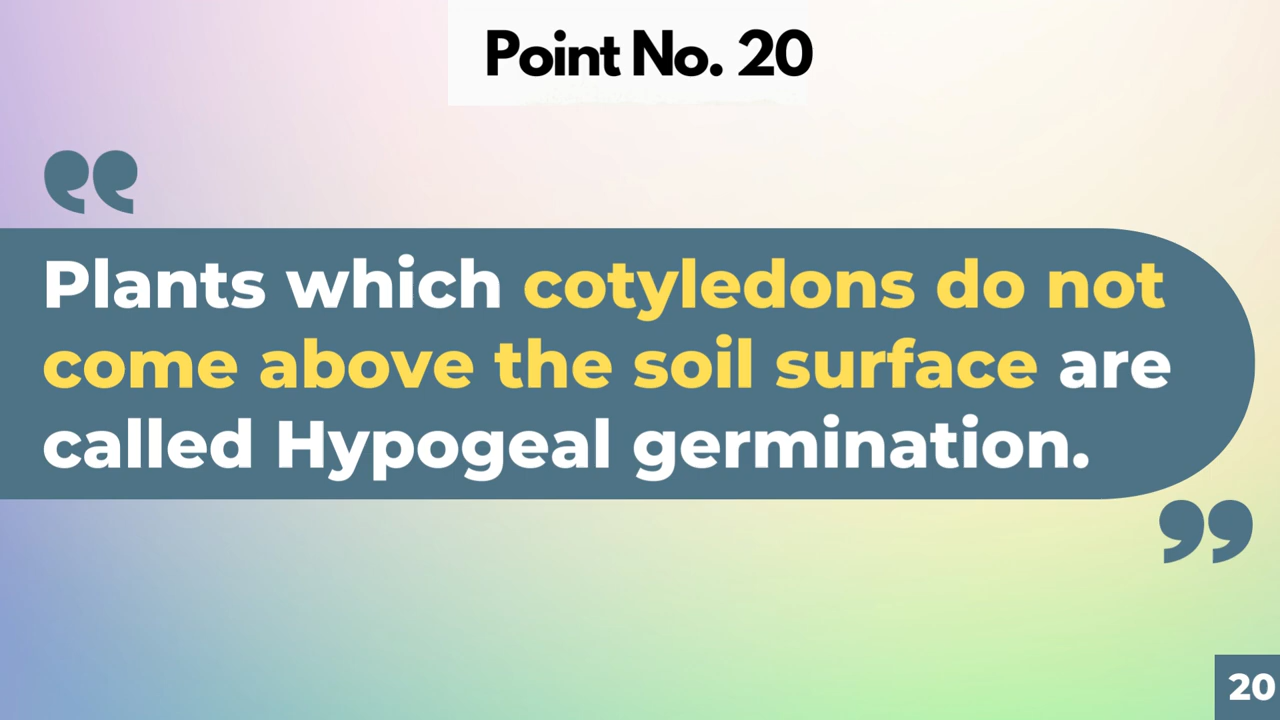 Point No. 20
Plants which cotyledons do not
come above the soil surface are
called Hypogeal germination.
20